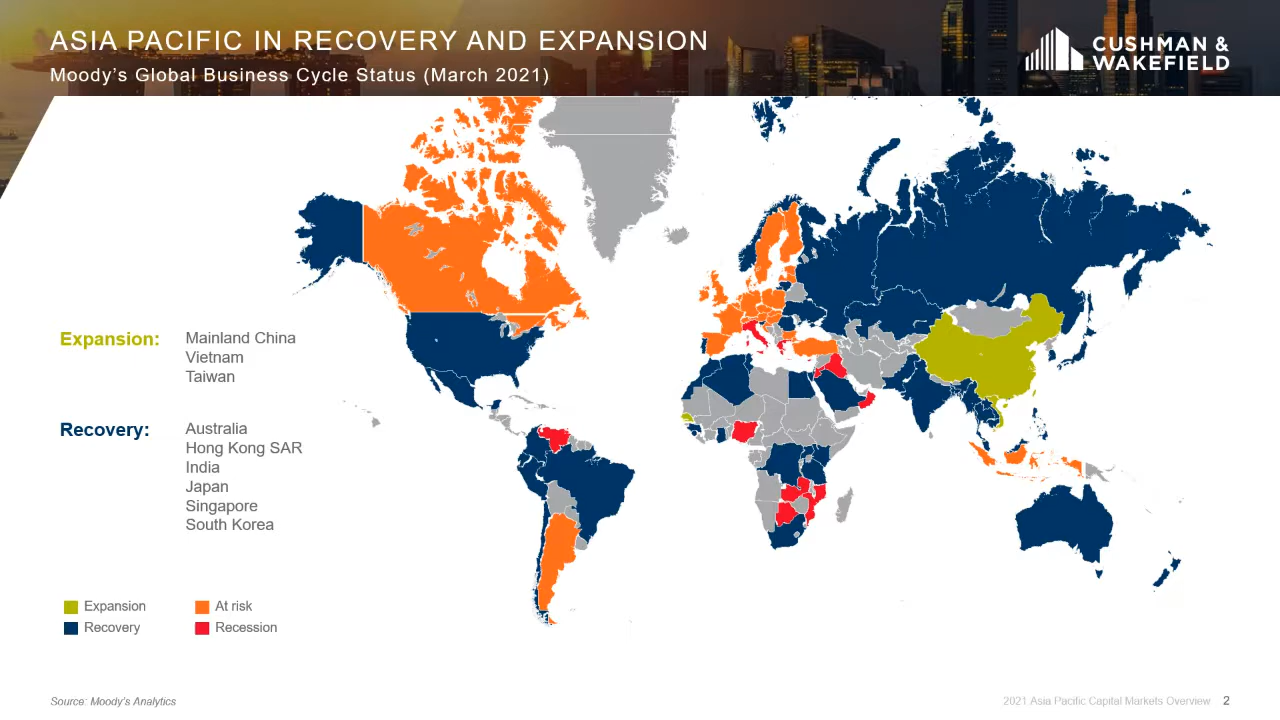 ASIA PACIFIC IN RECOVERY AND EXPANSION
Moody's Global Business Cycle Status (March 2021)
CUSHMAN &
WAKEFIELD
Expansion:
Mainland China
Vietnam
Taiwan
Recovery:
Australia
Hong Kong SAR
India
Japan
Singapore
South Korea
Expansion
At risk
Recovery
Recession
Source: Moody's Analytics
2021 Asia Pacific Capital Markets Overview 2